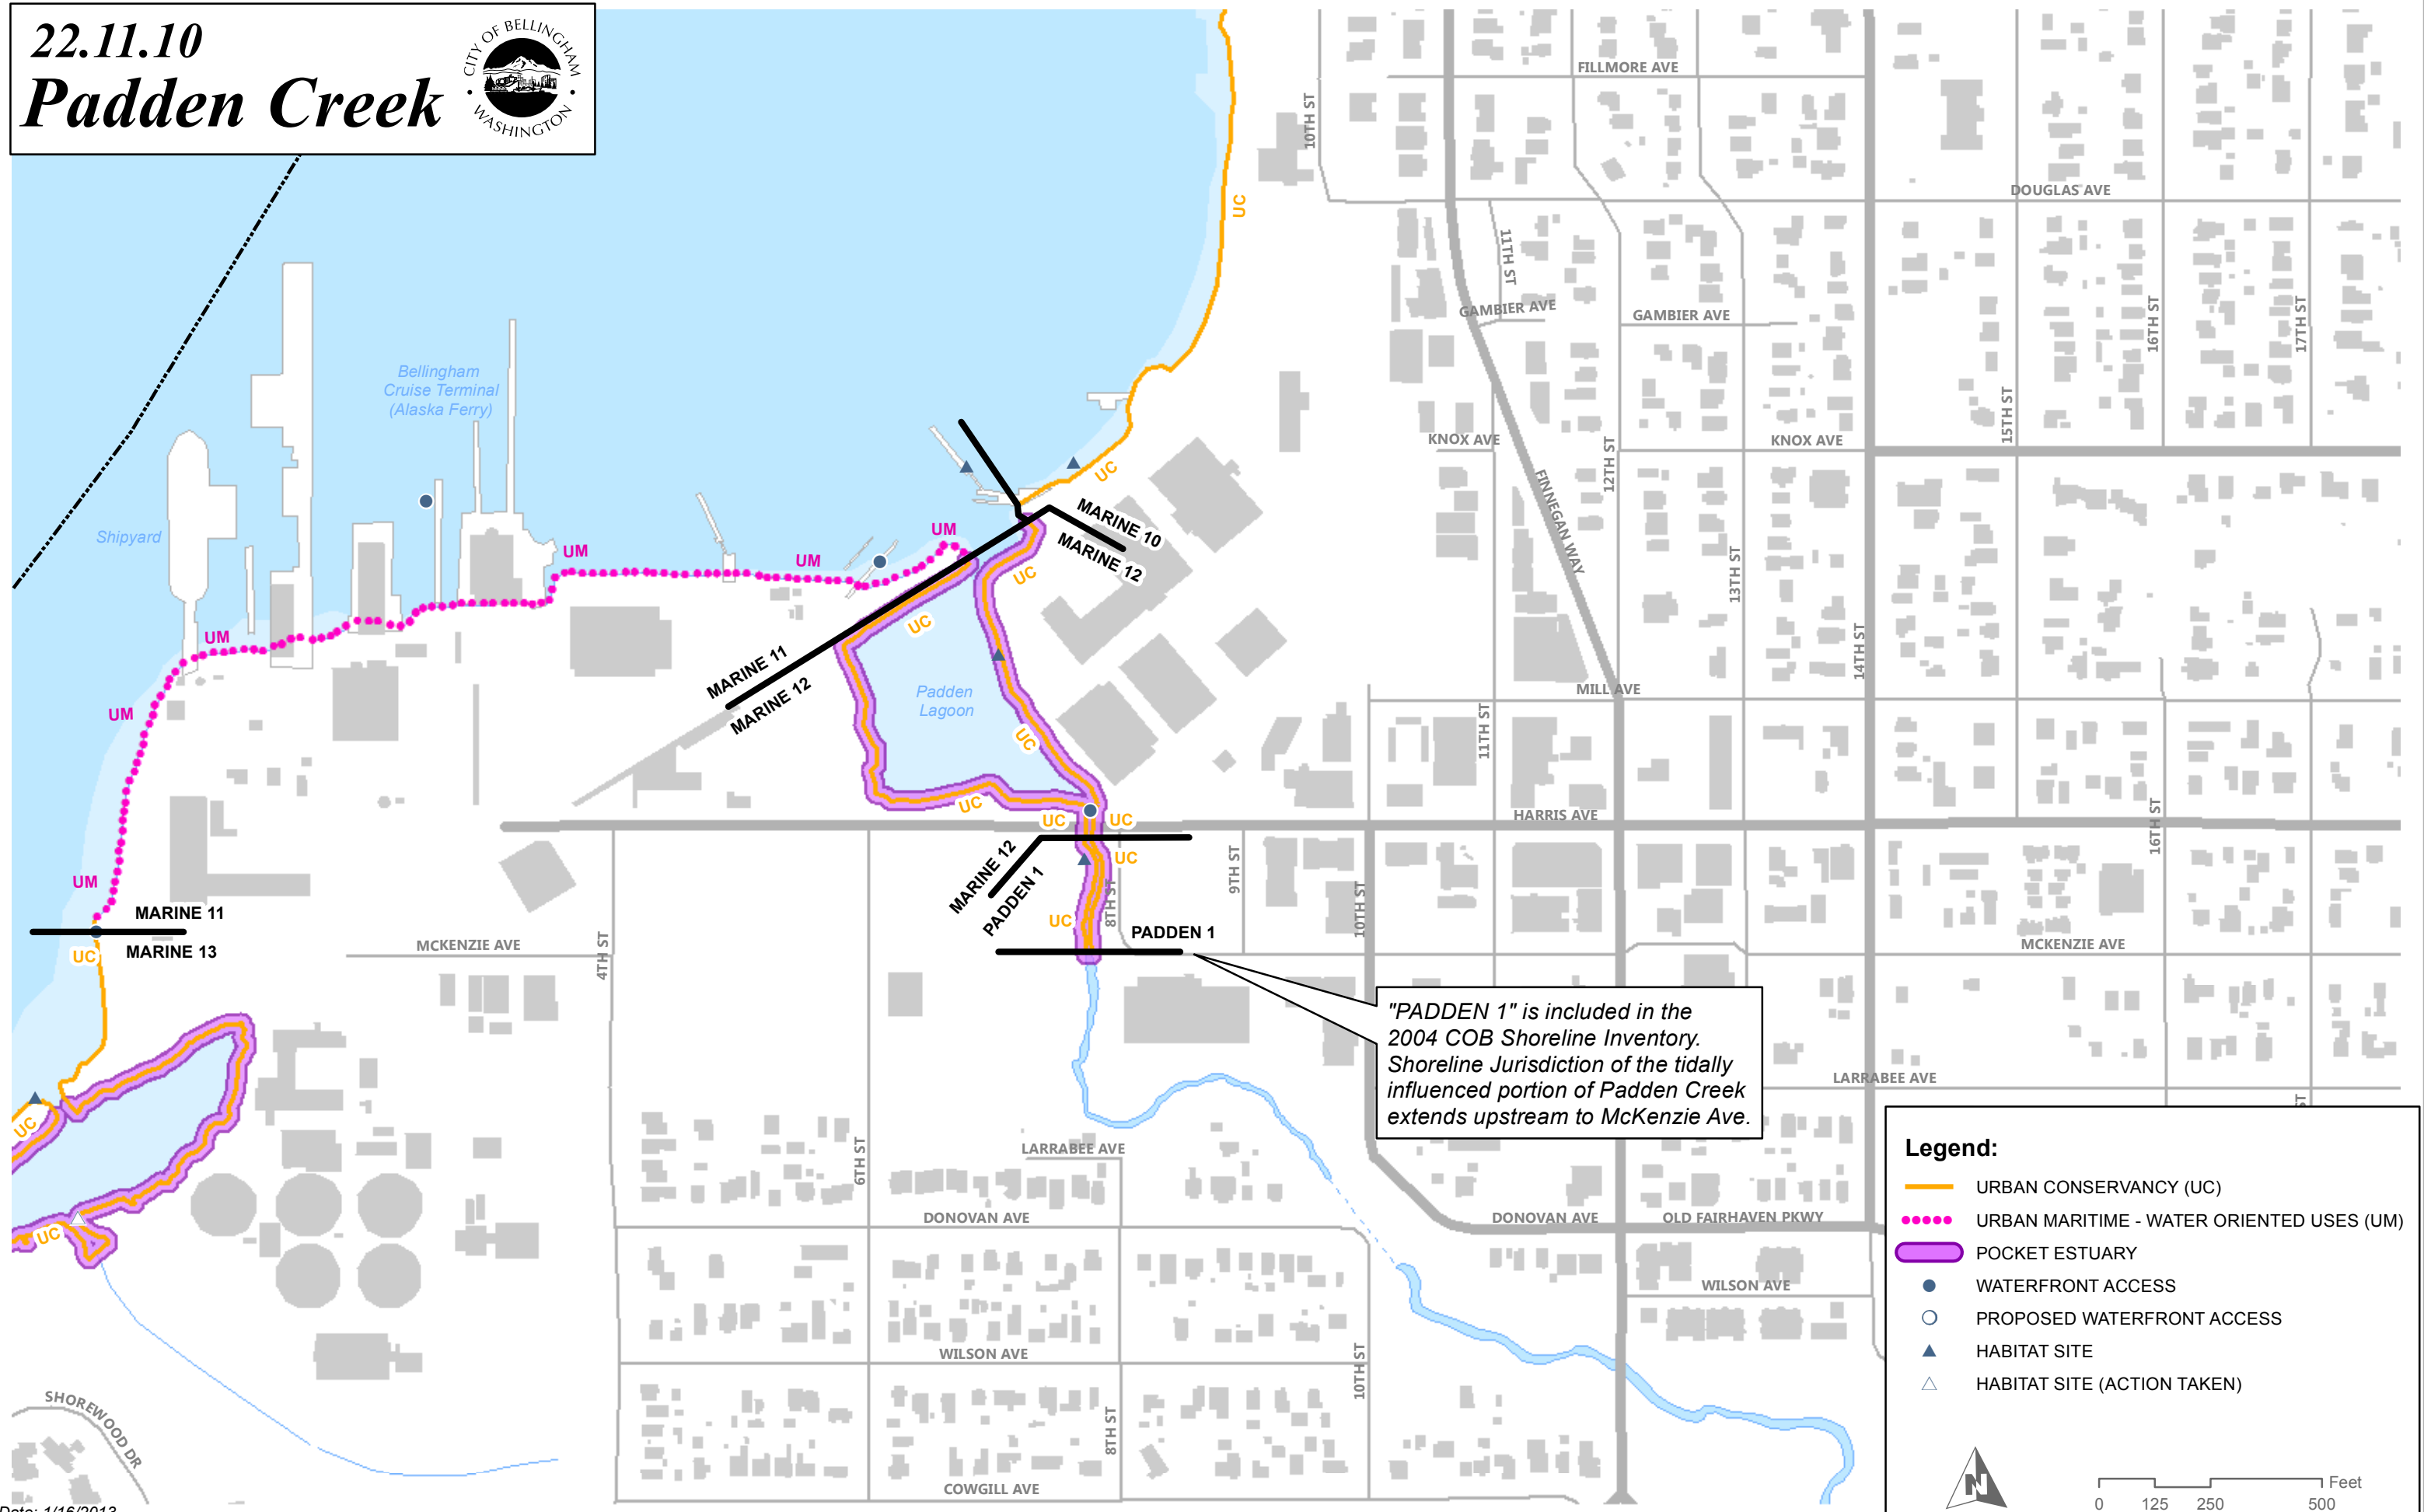 22.11.10
Padden Creek
CITY OF BELLINGHAM
WASHINGTON
FILLMORE AVE
10TH ST
DOUGLAS AVE
UC
11TH ST
GAMBIER AVE
GAMBIER AVE
16TH ST
17TH ST
Bellingham
Cruise Terminal
(Alaska Ferry)
15TH ST
KNOX AVE
KNOX AVE
12TH ST
FINNEGAN WAY
UC
Shipyard
UM
UM
UM
MARINE 10
MARINE 12
UC
13TH ST
UC
UM
14TH ST
MARINE 11
MARINE 12
Padden
Lagoon
MILL AVE
UM
UC
11TH ST
UC
UC
UC
HARRIS AVE
16TH ST
MARINE 12
PADDEN 1
UC
9TH ST
8TH ST
10TH ST
UM
MARINE 11
MARINE 13
UC
UC
PADDEN 1
MCKENZIE AVE
4TH ST
MCKENZIE AVE
"PADDEN 1" is included in the
2004 COB Shoreline Inventory.
Shoreline Jurisdiction of the tidally
influenced portion of Padden Creek
extends upstream to McKenzie Ave.
LARRABEE AVE
UC
LARRABEE AVE
6TH ST
ST
DONOVAN AVE
DONOVAN AVE
OLD FAIRHAVEN PKWY
UC
WILSON AVE
WILSON AVE
10TH ST
8TH ST
SHOREWOOD DR
COWGILL AVE
Legend:
URBAN CONSERVANCY (UC)
URBAN MARITIME - WATER ORIENTED USES (UM)
POCKET ESTUARY
WATERFRONT ACCESS
PROPOSED WATERFRONT ACCESS
HABITAT SITE
HABITAT SITE (ACTION TAKEN)
N
Feet
0 125 250 500
Date: 1/16/2013